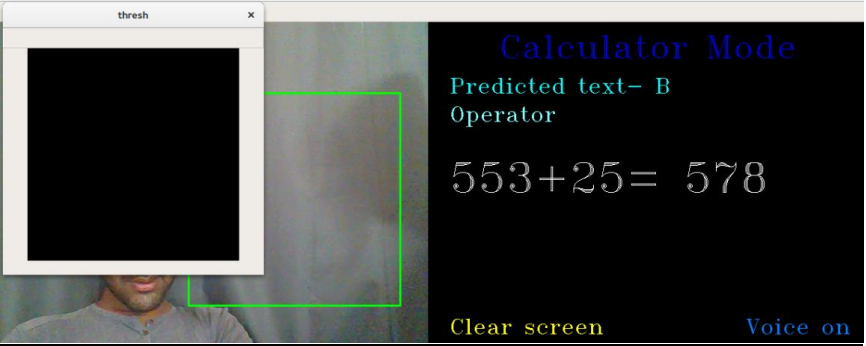 thresh
Calculator Mode
Predicted text- B
Operator
553+25= 578
Clear screen
Voice on